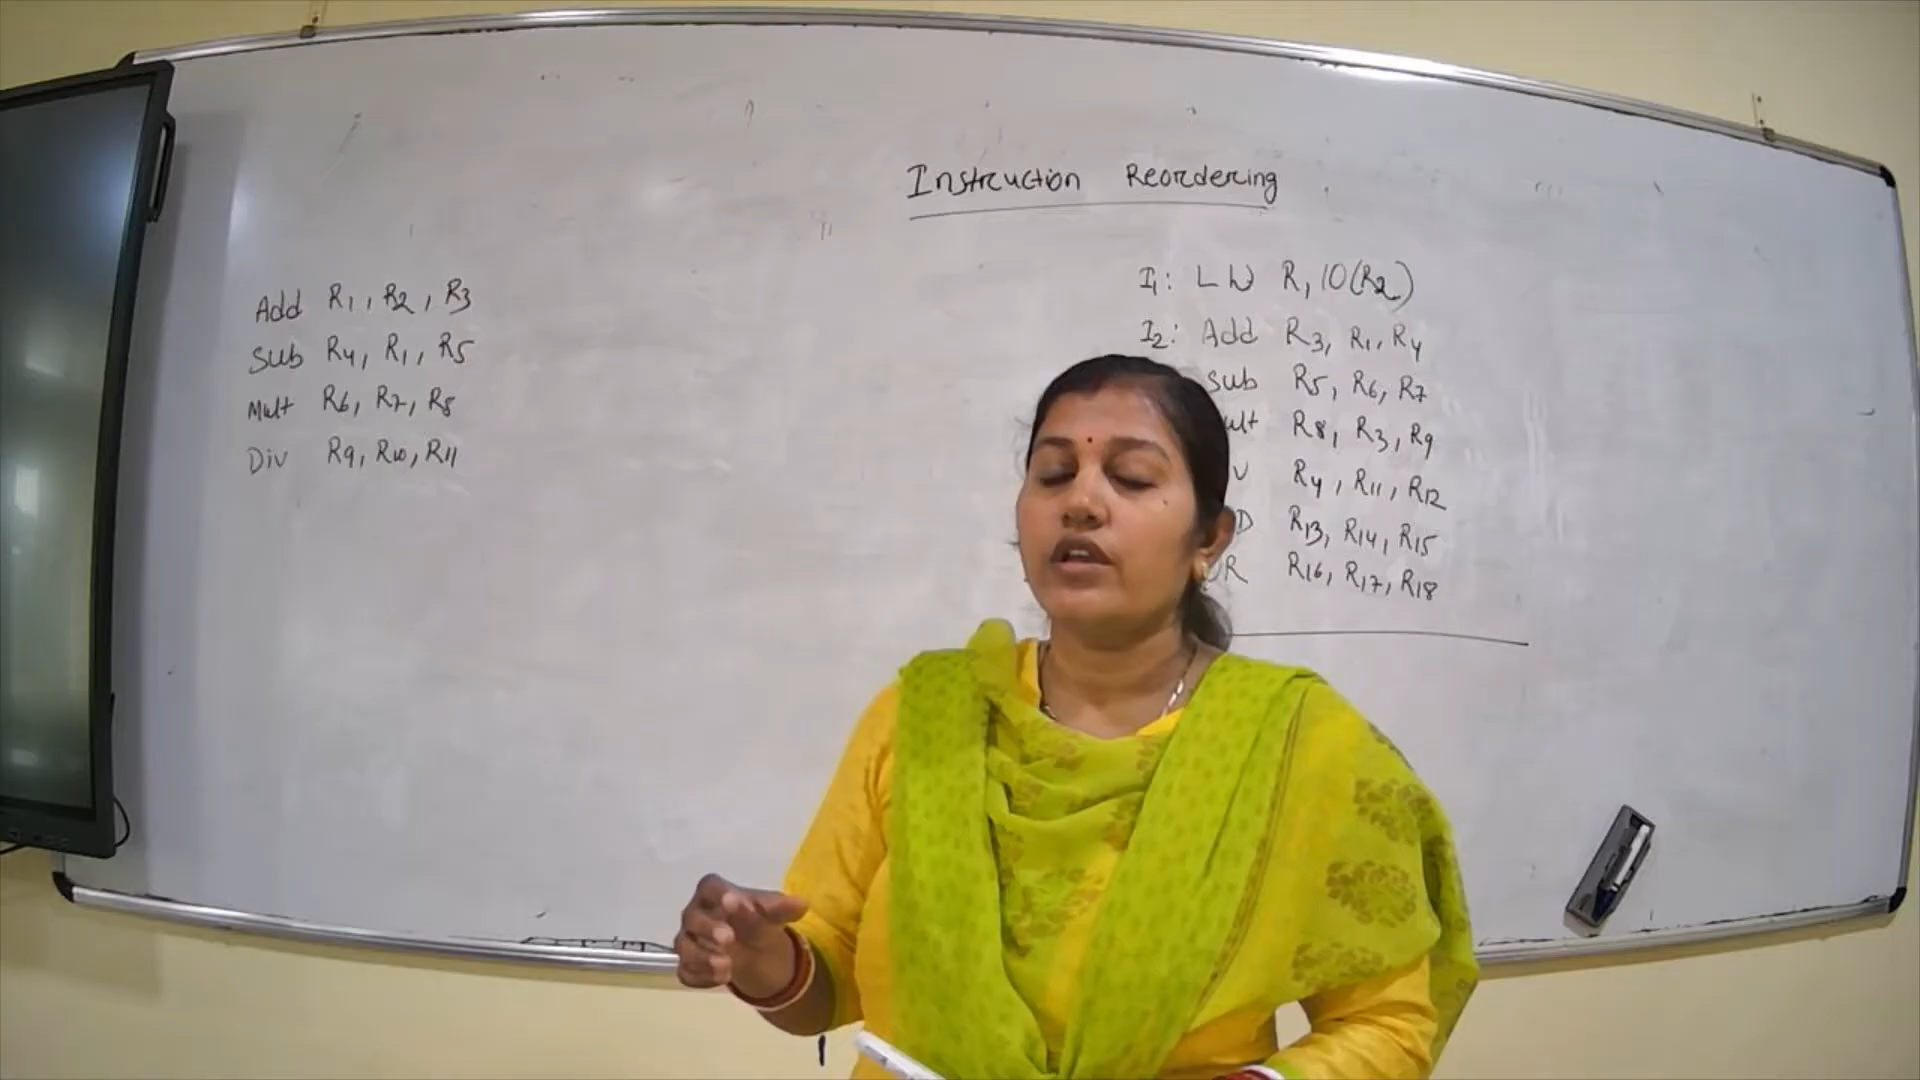 Instruction Reordering
Add R1, R2, R3
Sub R4, R1, R5
Mult R6, R7, R8
Div R9, R10, R11
I1: LW R, 10(R2)
I2: Add R3, R1, R4
Sub R5, R6, R7
ult R8, R3, R9
V R4, R11, R12
D R13, R14, R15
OR R16, R17, R18